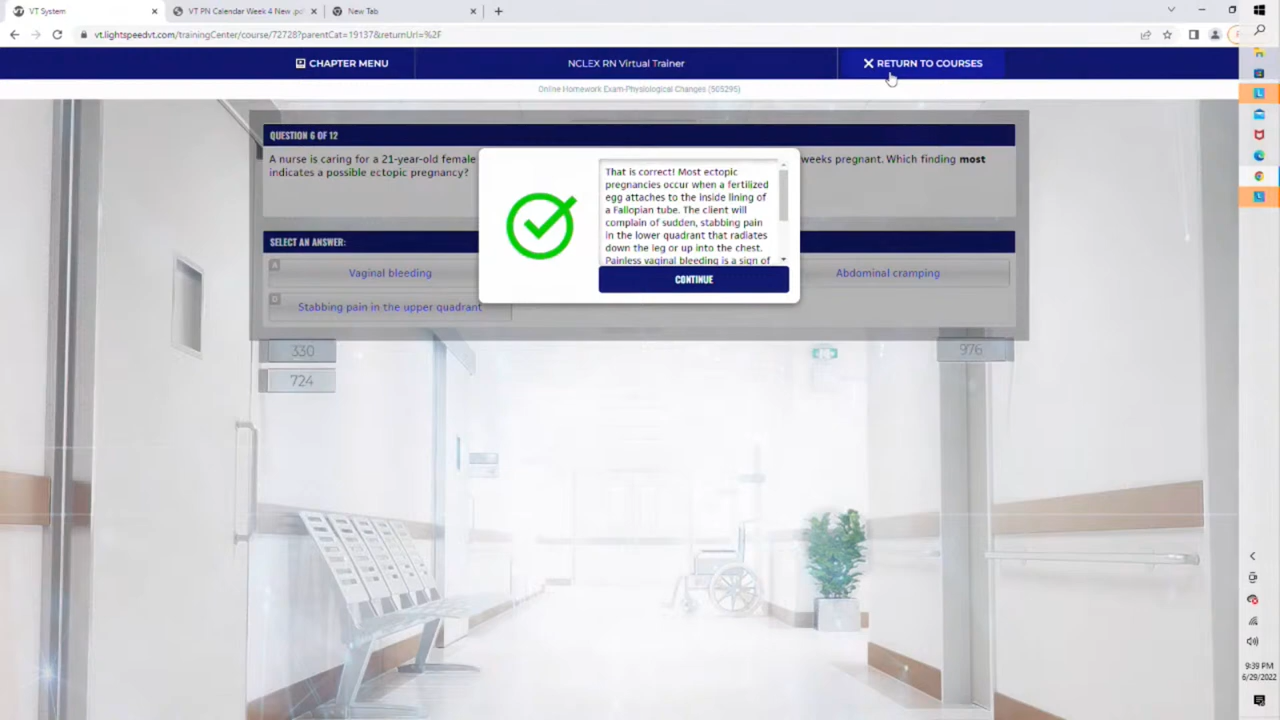 VT System
VT PN Calendar Week 4 New .pdf
New Tab
vt.lightspeedvt.com/trainingCenter/course/72728?parentCat=19137&returnUrl=%2F
CHAPTER MENU
NCLEX RN Virtual Trainer
RETURN TO COURSES
Online Homework Exam-Physiological Changes (505295)
QUESTION 6 OF 12
A nurse is caring for a 21-year-old female
weeks pregnant. Which finding most
indicates a possible ectopic pregnancy?
That is correct! Most ectopic
pregnancies occur when a fertilized
egg attaches to the inside lining of
a Fallopian tube. The client will
complain of sudden, stabbing pain
in the lower quadrant that radiates
down the leg or up into the chest.
Painless vaginal bleeding is a sign of
CONTINUE
SELECT AN ANSWER:
A
Vaginal bleeding
Abdominal cramping
D
Stabbing pain in the upper quadrant
330
976
724
9:39 PM
6/29/2022